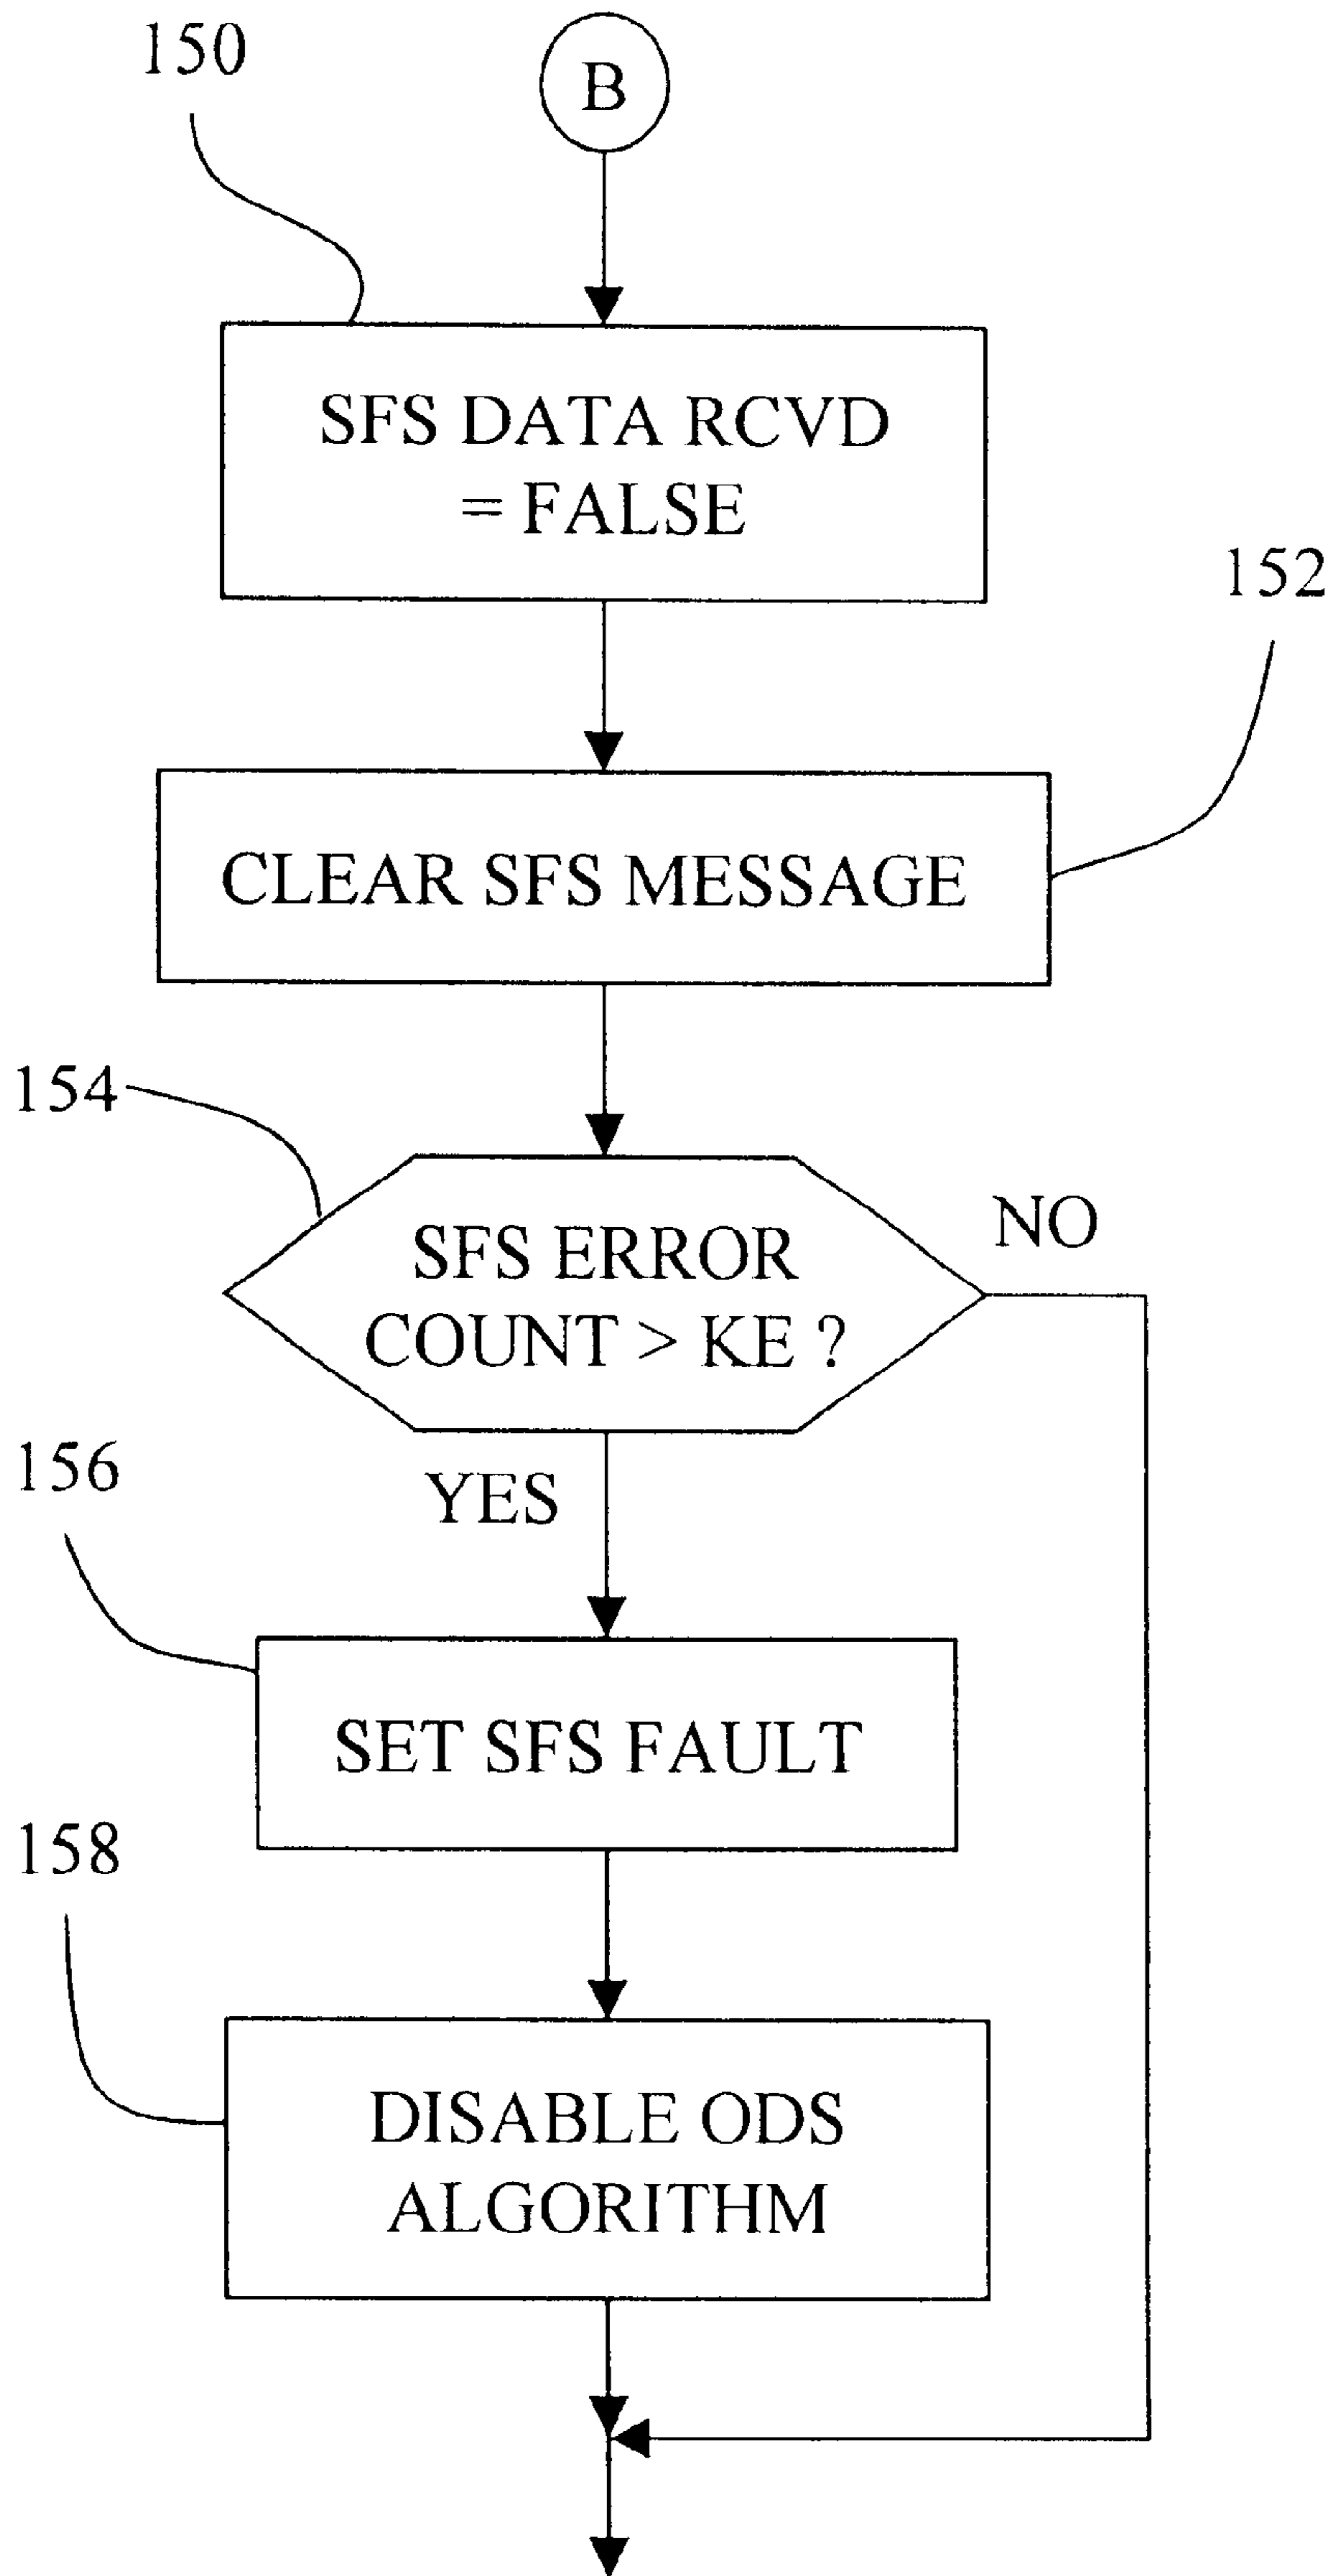 150
B
SFS DATA RCVD
= FALSE
152
CLEAR SFS MESSAGE
154
SFS ERROR
COUNT > KE ?
NO
YES
156
SET SFS FAULT
158
DISABLE ODS
ALGORITHM